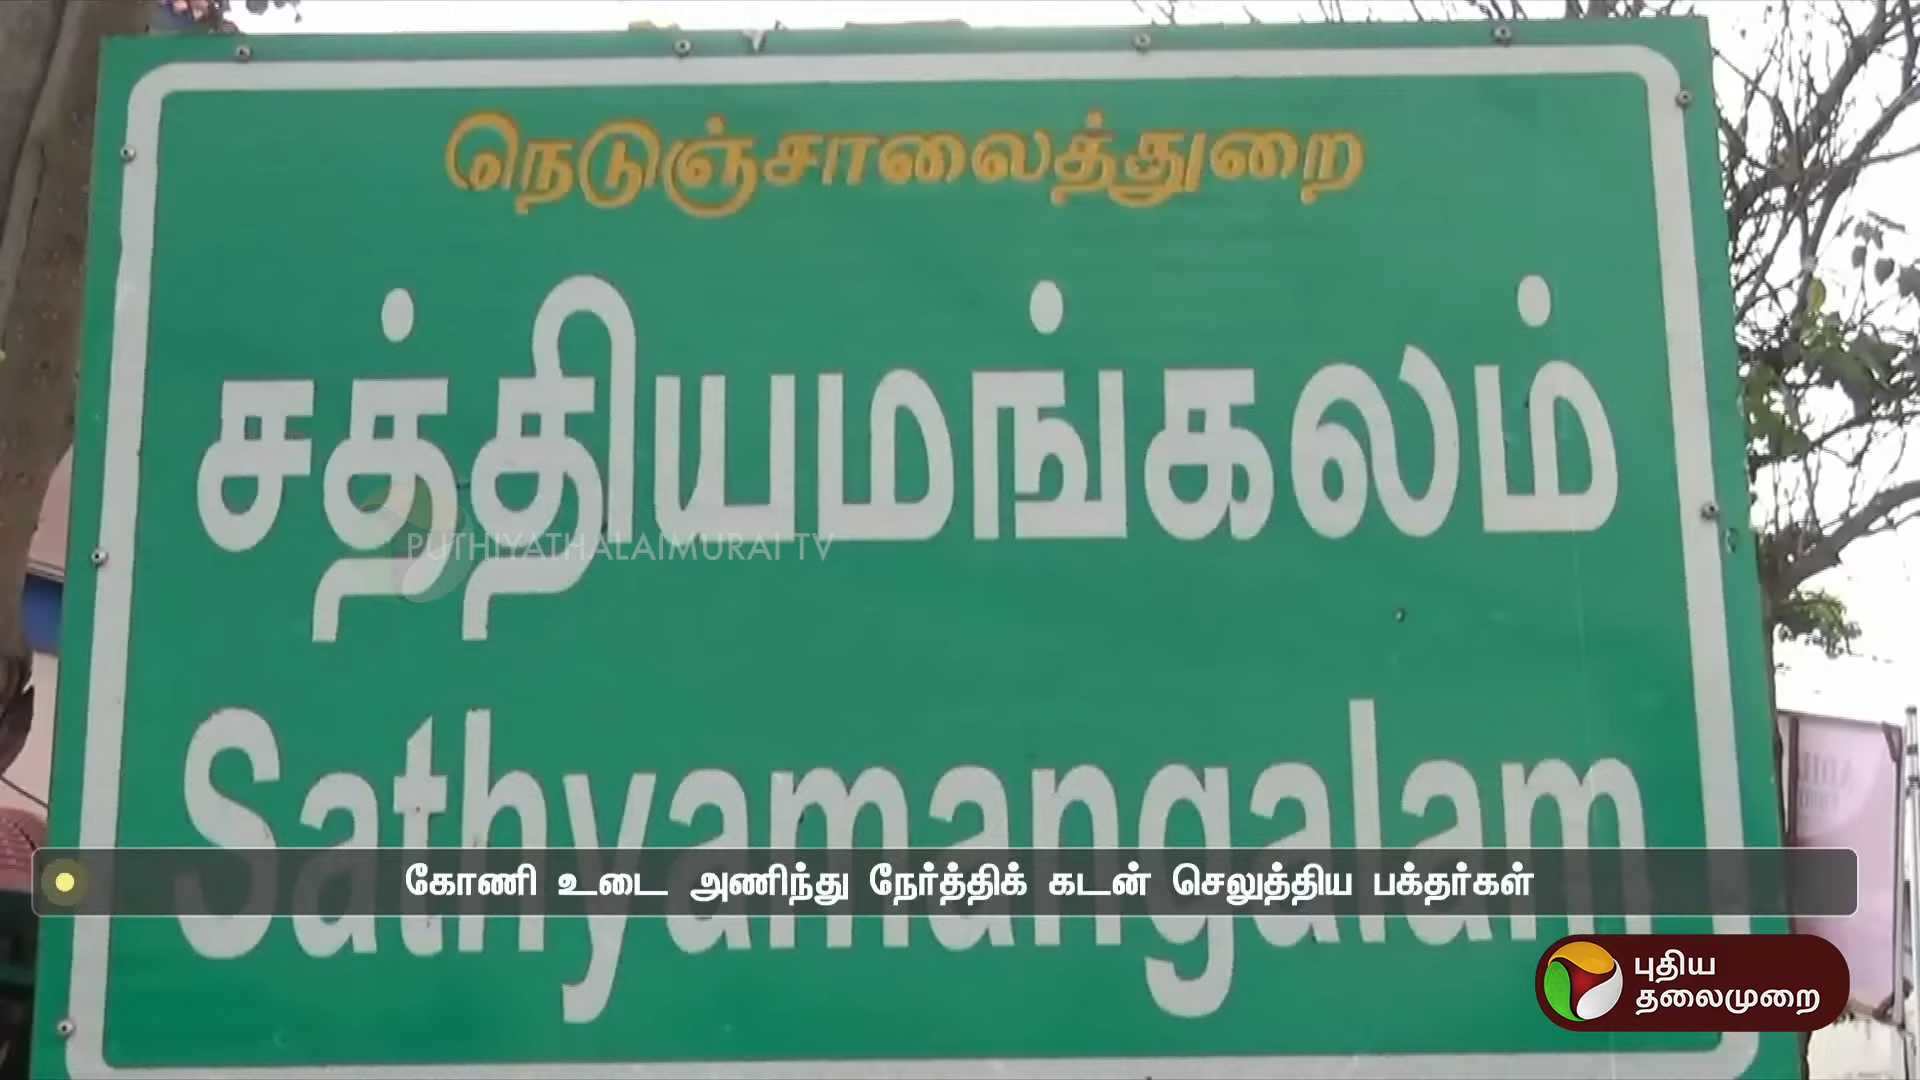 நெடுஞ்சாலைத்துறை
சத்தியமங்கலம்
PUTHIYATHALAIMURAI TV
Sathyamangalam
கோணி உடை அணிந்து நேர்த்திக் கடன் செலுத்திய பக்தர்கள்
புதிய
தலைமுறை